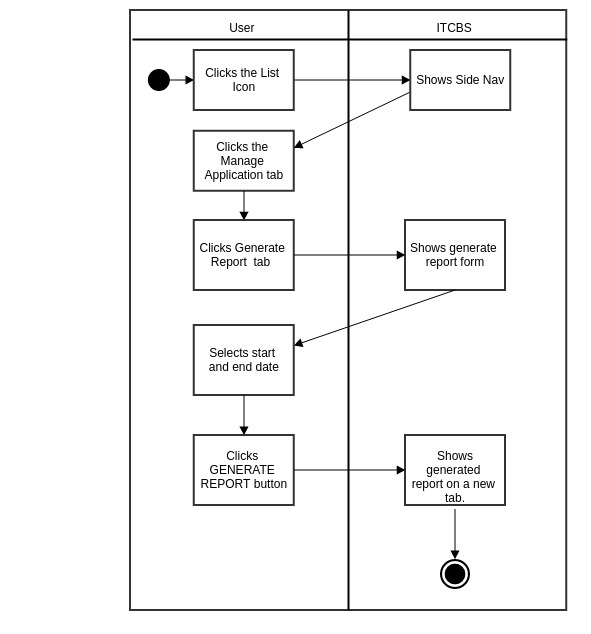 User
ITCBS
Clicks the List
Icon
Shows Side Nav
Clicks the
Manage
Application tab
Clicks Generate
Report  tab
Shows generate
report form
Selects start
and end date
Clicks
GENERATE
REPORT button
Shows
generated
report on a new
tab.